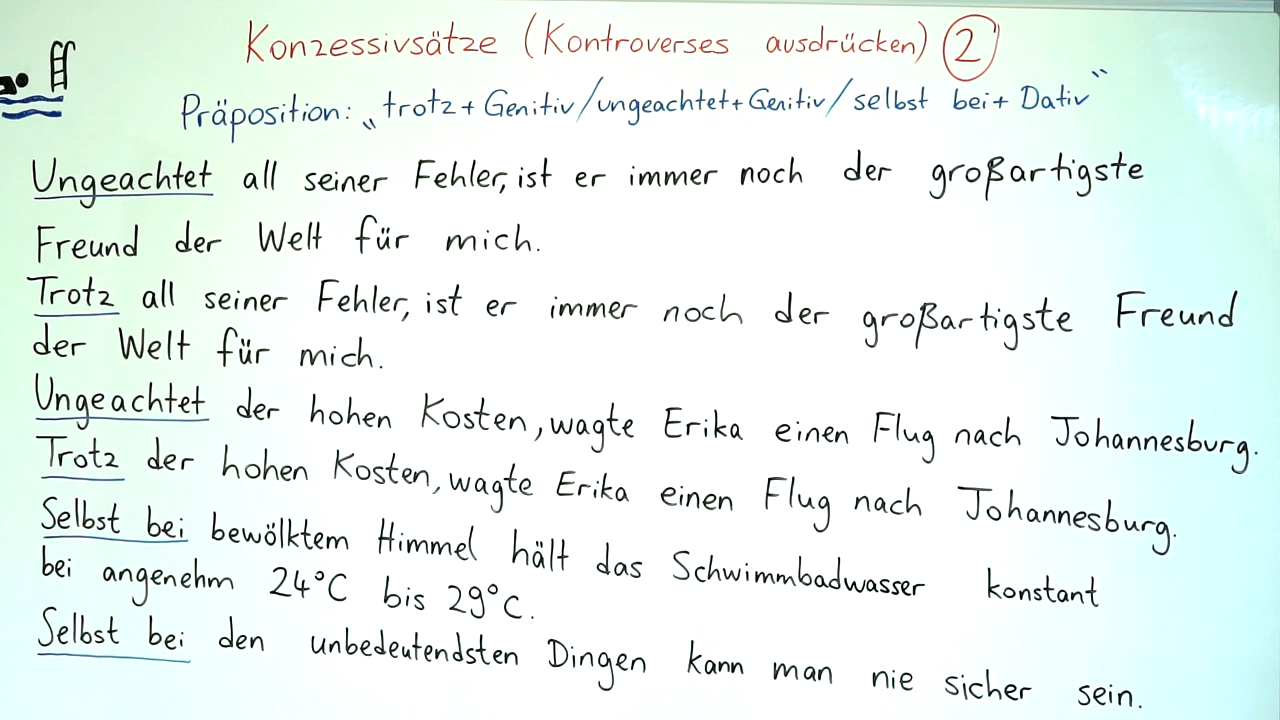 Konzessivsätze (Kontroverses ausdrücken) 2
Präposition: „trotz + Genitiv/ungeachtet + Genitiv/selbst bei + Dativ“
Ungeachtet all seiner Fehler, ist er immer noch der großartigste
Freund der Welt für mich.
Trotz all seiner Fehler, ist er immer noch der großartigste Freund
der Welt für mich.
Ungeachtet der hohen Kosten, wagte Erika einen Flug nach Johannesburg.
Trotz der hohen Kosten, wagte Erika einen Flug nach Johannesburg.
Selbst bei bewölktem Himmel hält das Schwimmbadwasser konstant
bei angenehm 24°C bis 29°C.
Selbst bei den unbedeutendsten Dingen kann man nie sicher sein.